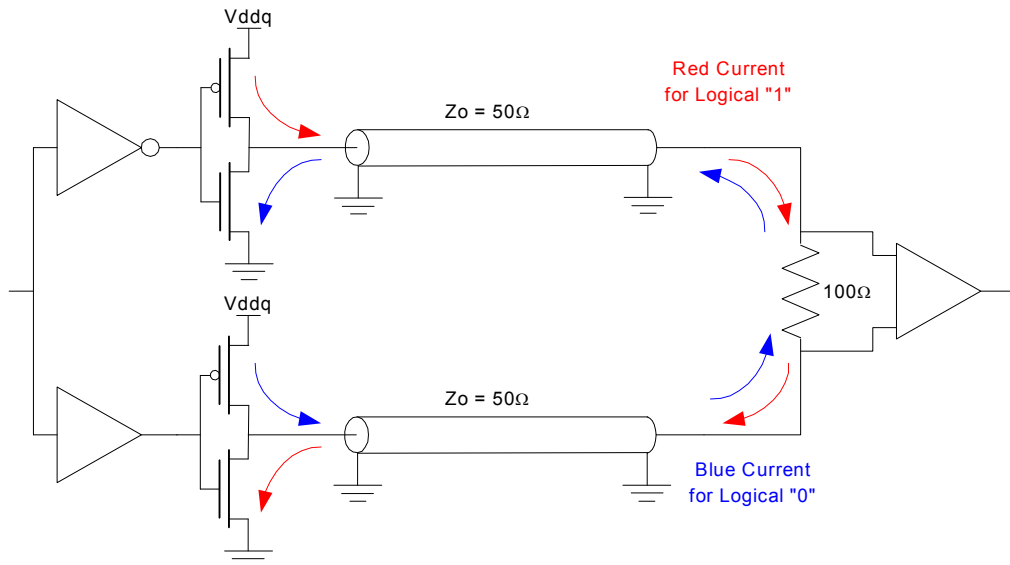 Vddq
Red Current
for Logical "1"
Zo = 50Ω
100Ω
Vddq
Zo = 50Ω
Blue Current
for Logical "0"